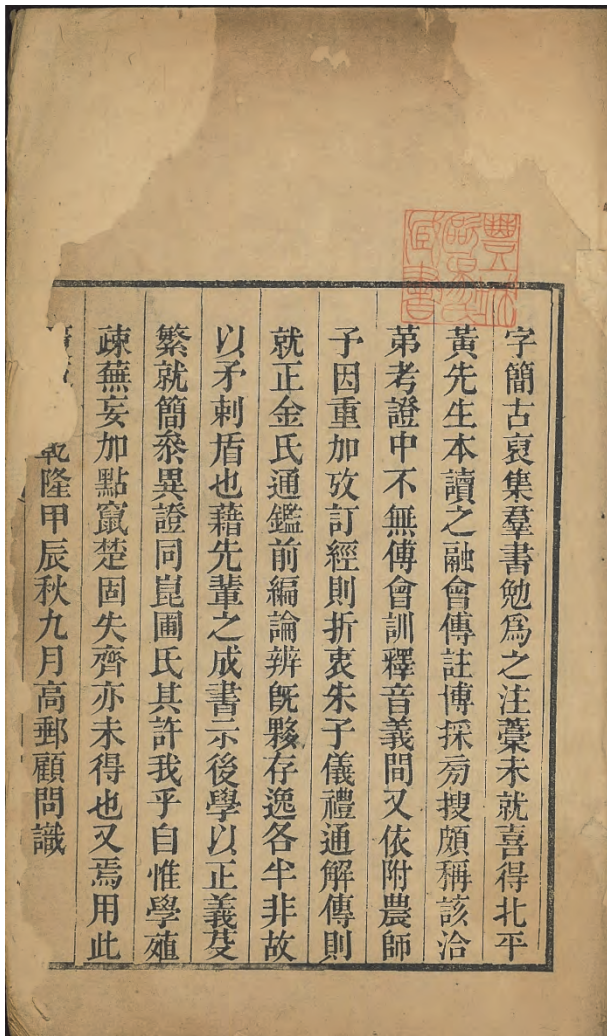 字簡古裒集羣書勉爲之注藳未就喜得北平
黃先生本讀之融會傳註博採旁搜頗稱該洽
苐考證中不無傅會訓釋音義間又依附農師
予因重加攷訂經則折衷朱子儀禮通解傳則
就正金氏通鑑前編論辨旣夥存逸各半非故
以矛刺盾也藉先輩之成書示後學以正義芟
繁就簡叅異證同崑圃氏其許我乎自惟學殖
疎蕪妄加點竄楚固失齊亦未得也又焉用此
乾隆甲辰秋九月高郵顧問識
藏書